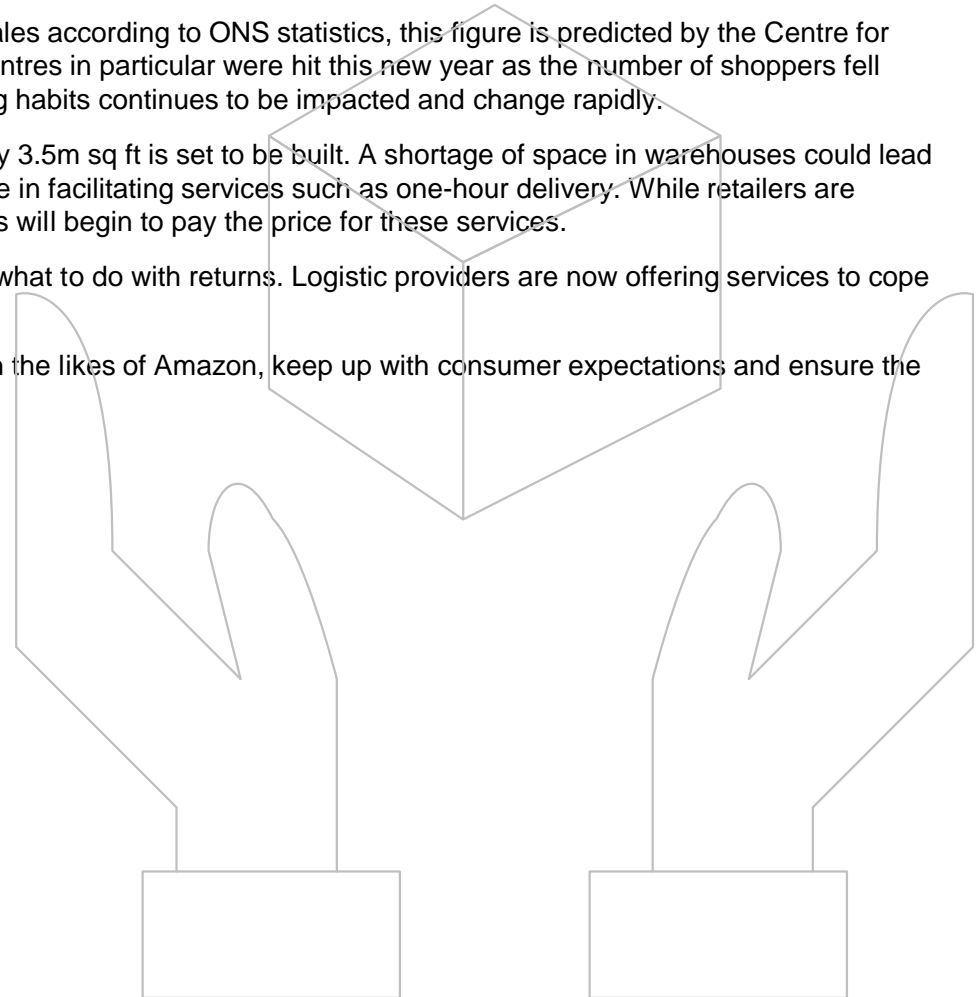 ales according to ONS statistics, this figure is predicted by the Centre for
entres in particular were hit this new year as the number of shoppers fell
g habits continues to be impacted and change rapidly.
y 3.5m sq ft is set to be built. A shortage of space in warehouses could lead
e in facilitating services such as one-hour delivery. While retailers are
s will begin to pay the price for these services.
what to do with returns. Logistic providers are now offering services to cope
n the likes of Amazon, keep up with consumer expectations and ensure the